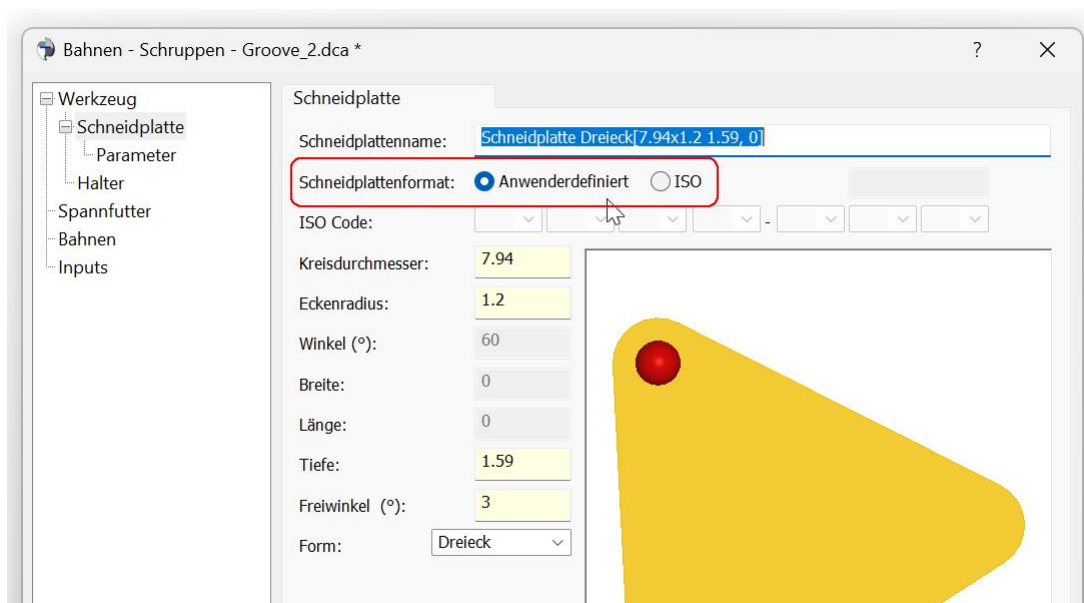 Bahnen - Schruppen - Groove_2.dca *
?
Werkzeug
Schneidplatte
Parameter
Halter
Spannfutter
Bahnen
Inputs
Schneidplatte
Schneidplattenname: Schneidplatte Dreieck[7.94x1.2 1.59, 0]
Schneidplattenformat: Anwenderdefiniert ISO
ISO Code: -
Kreisdurchmesser: 7.94
Eckenradius: 1.2
Winkel (°): 60
Breite: 0
Länge: 0
Tiefe: 1.59
Freiwinkel (°): 3
Form: Dreieck